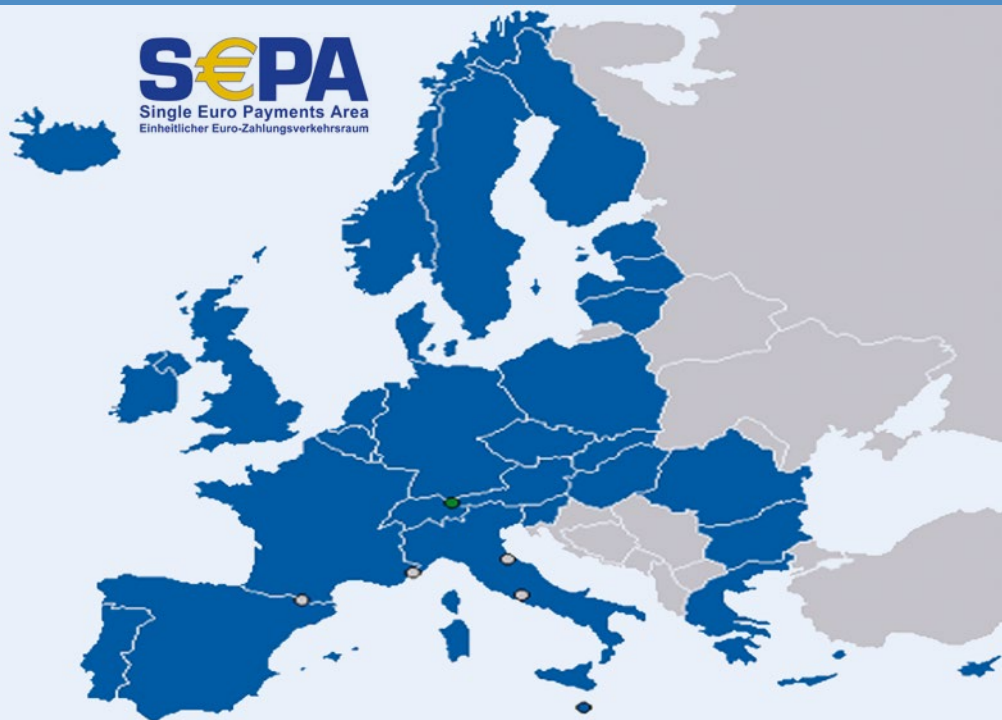 S€PA
Single Euro Payments Area
Einheitlicher Euro-Zahlungsverkehrsraum